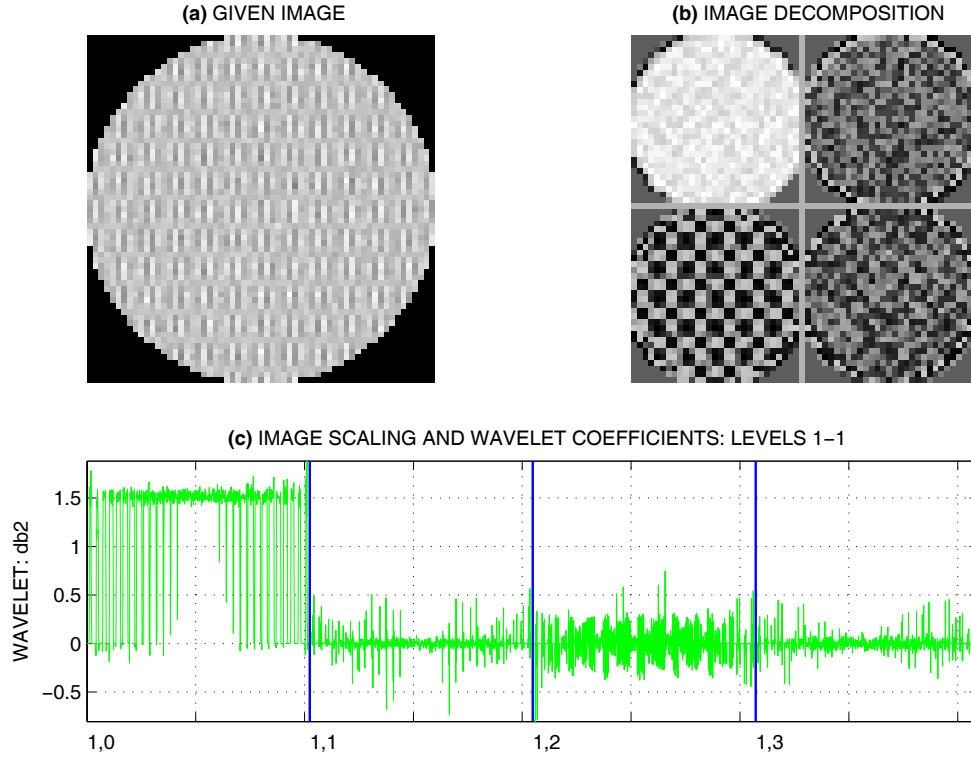 (a) GIVEN IMAGE
(b) IMAGE DECOMPOSITION
(c) IMAGE SCALING AND WAVELET COEFFICIENTS: LEVELS 1−1
WAVELET: db2
1.5
1
0.5
0
−0.5
1,0
1,1
1,2
1,3